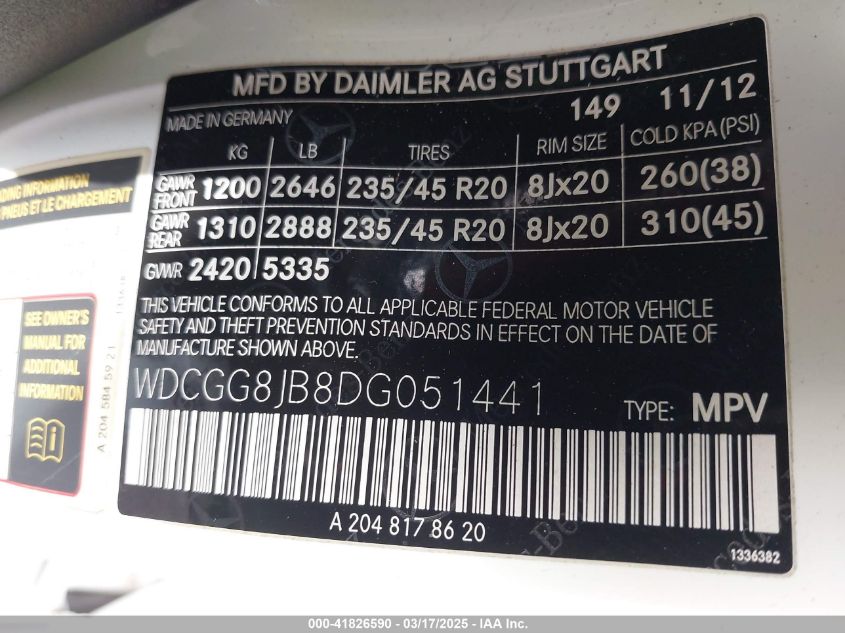 MFD BY DAIMLER AG STUTTGART
MADE IN GERMANY 149 11/12
KG LB TIRES RIM SIZE COLD KPA (PSI)
GAWR FRONT 1200 2646 235/45 R20 8Jx20 260(38)
GAWR REAR 1310 2888 235/45 R20 8Jx20 310(45)
GVWR 2420 5335
THIS VEHICLE CONFORMS TO ALL APPLICABLE FEDERAL MOTOR VEHICLE
SAFETY AND THEFT PREVENTION STANDARDS IN EFFECT ON THE DATE OF
MANUFACTURE SHOWN ABOVE.
WDCGG8JB8DG051441 TYPE: MPV
A 204 817 86 20
1336382
INFORMATION
PNEUS ET LE CHARGEMENT
SEE OWNER'S
MANUAL FOR
ADDITIONAL
INFORMATION
A 204 584 59 21
000-41826590 - 03/17/2025 - IAA Inc.